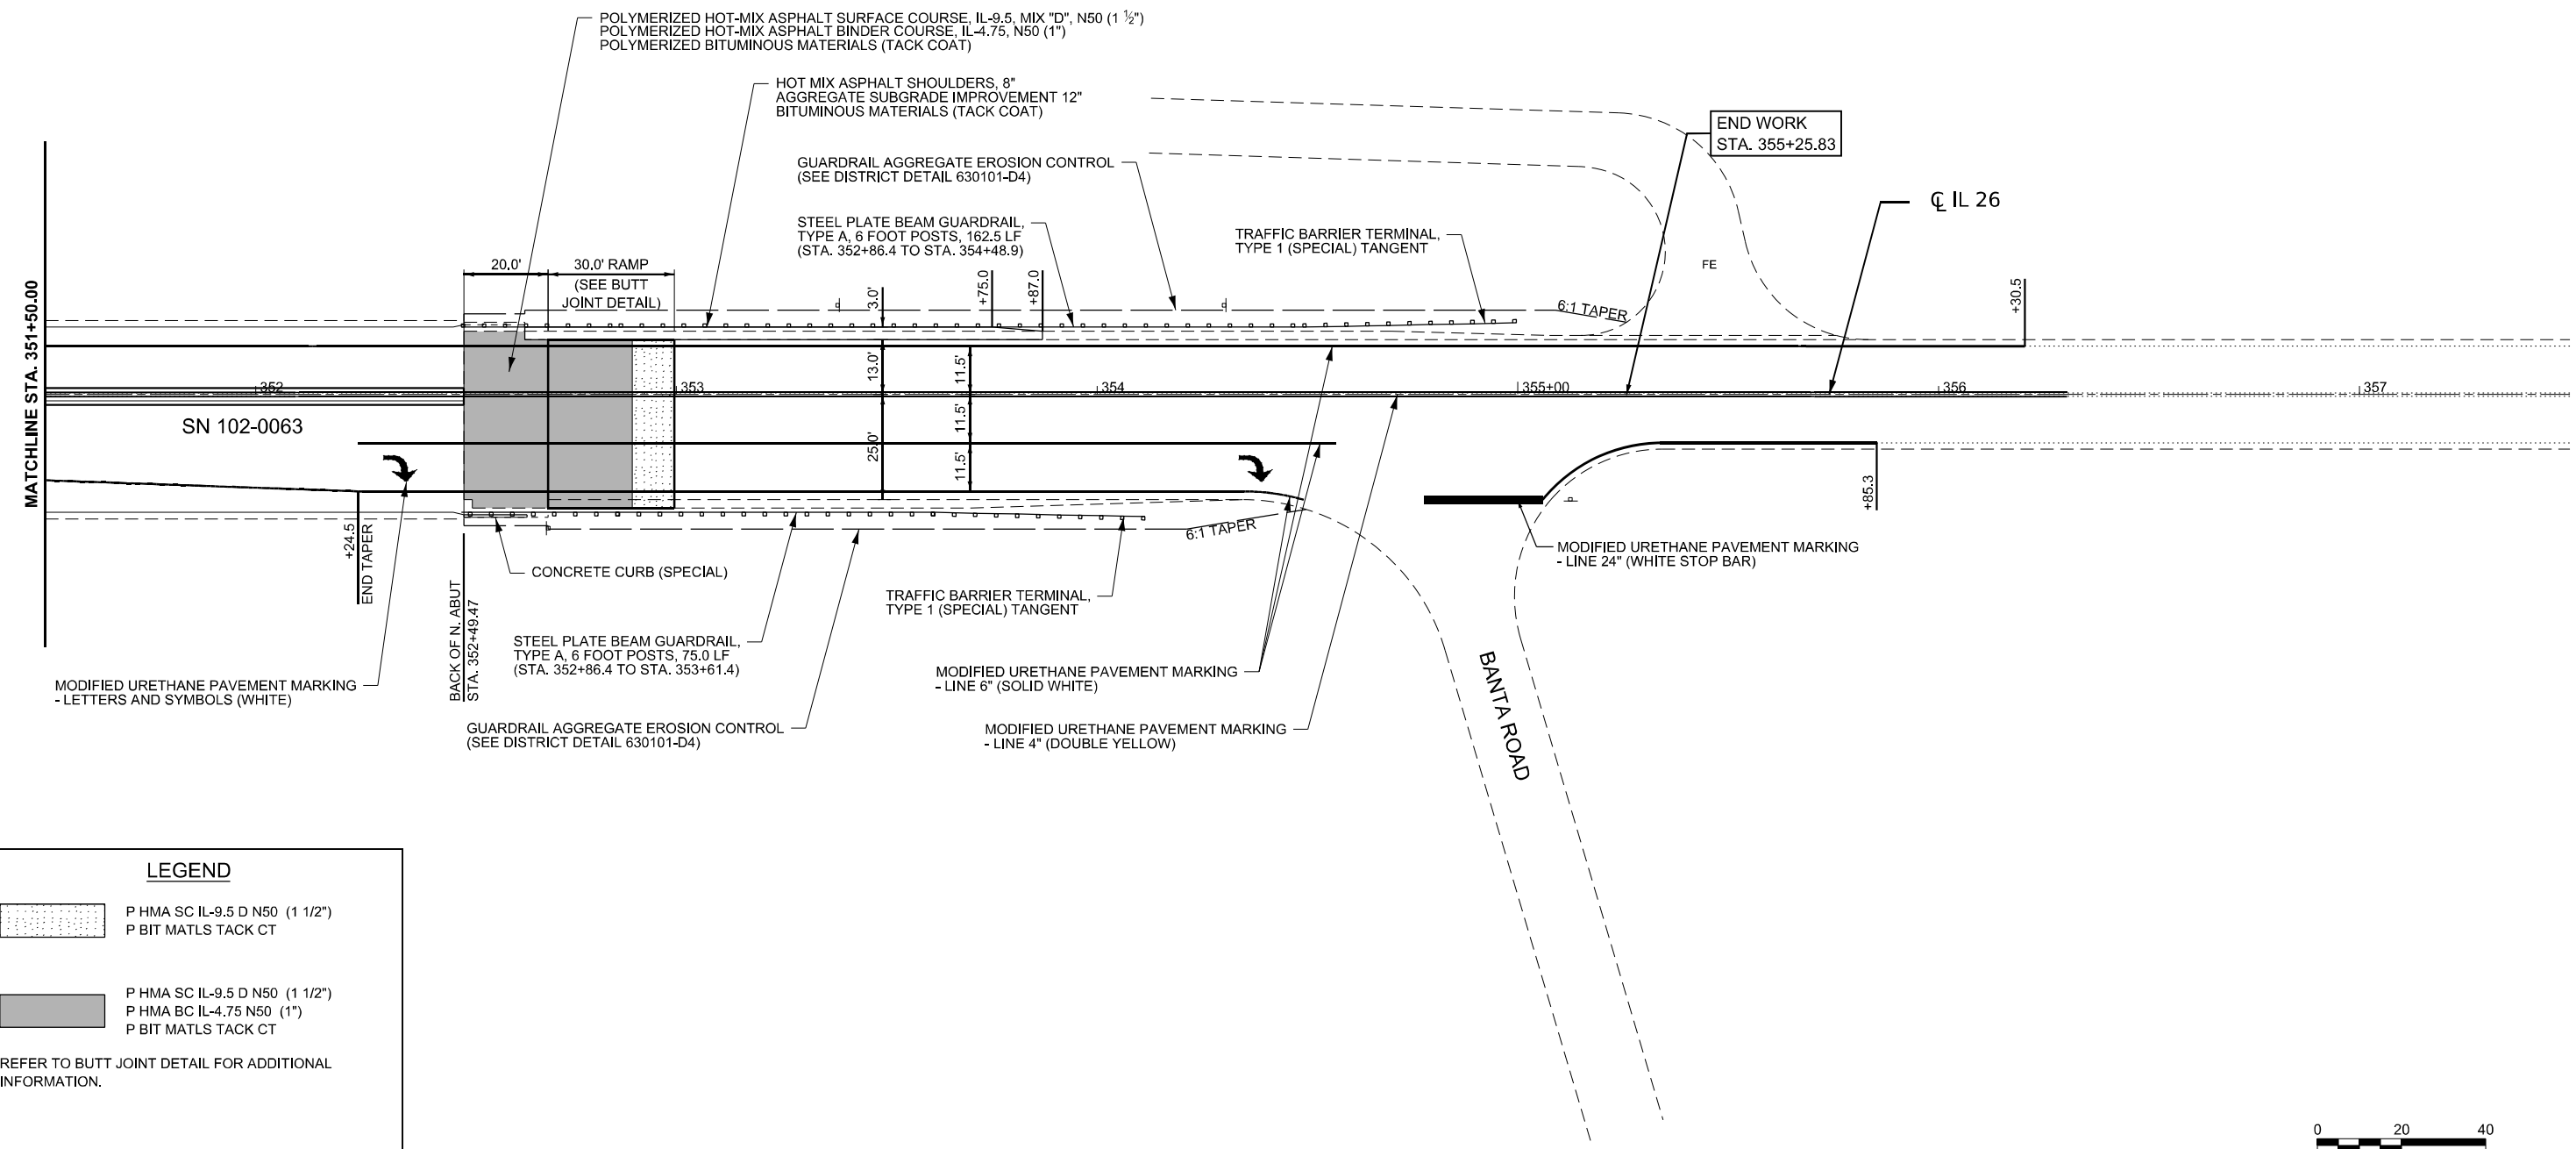 POLYMERIZED HOT-MIX ASPHALT SURFACE COURSE, IL-9.5, MIX "D", N50 (1 ½")
POLYMERIZED HOT-MIX ASPHALT BINDER COURSE, IL-4.75, N50 (1")
POLYMERIZED BITUMINOUS MATERIALS (TACK COAT)
HOT MIX ASPHALT SHOULDERS, 8"
AGGREGATE SUBGRADE IMPROVEMENT 12"
BITUMINOUS MATERIALS (TACK COAT)
END WORK
STA. 355+25.83
GUARDRAIL AGGREGATE EROSION CONTROL
(SEE DISTRICT DETAIL 630101-D4)
℄ IL 26
STEEL PLATE BEAM GUARDRAIL,
TYPE A, 6 FOOT POSTS, 162.5 LF
(STA. 352+86.4 TO STA. 354+48.9)
TRAFFIC BARRIER TERMINAL,
TYPE 1 (SPECIAL) TANGENT
FE
20.0'
30.0' RAMP
(SEE BUTT
JOINT DETAIL)
3.0'
+75.0
+87.0
6:1 TAPER
+30.5
MATCHLINE STA. 351+50.00
13.0'
11.5'
352
353
354
355+00
356
357
SN 102-0063
25.0'
11.5'
11.5'
+24.5
END TAPER
BACK OF N. ABUT
STA. 352+49.47
6:1 TAPER
+85.3
CONCRETE CURB (SPECIAL)
MODIFIED URETHANE PAVEMENT MARKING
- LINE 24" (WHITE STOP BAR)
TRAFFIC BARRIER TERMINAL,
TYPE 1 (SPECIAL) TANGENT
STEEL PLATE BEAM GUARDRAIL,
TYPE A, 6 FOOT POSTS, 75.0 LF
(STA. 352+86.4 TO STA. 353+61.4)
MODIFIED URETHANE PAVEMENT MARKING
- LETTERS AND SYMBOLS (WHITE)
MODIFIED URETHANE PAVEMENT MARKING
- LINE 6" (SOLID WHITE)
GUARDRAIL AGGREGATE EROSION CONTROL
(SEE DISTRICT DETAIL 630101-D4)
MODIFIED URETHANE PAVEMENT MARKING
- LINE 4" (DOUBLE YELLOW)
BANTA ROAD
LEGEND
P HMA SC IL-9.5 D N50 (1 1/2")
P BIT MATLS TACK CT
P HMA SC IL-9.5 D N50 (1 1/2")
P HMA BC IL-4.75 N50 (1")
P BIT MATLS TACK CT
REFER TO BUTT JOINT DETAIL FOR ADDITIONAL
INFORMATION.
0 20 40